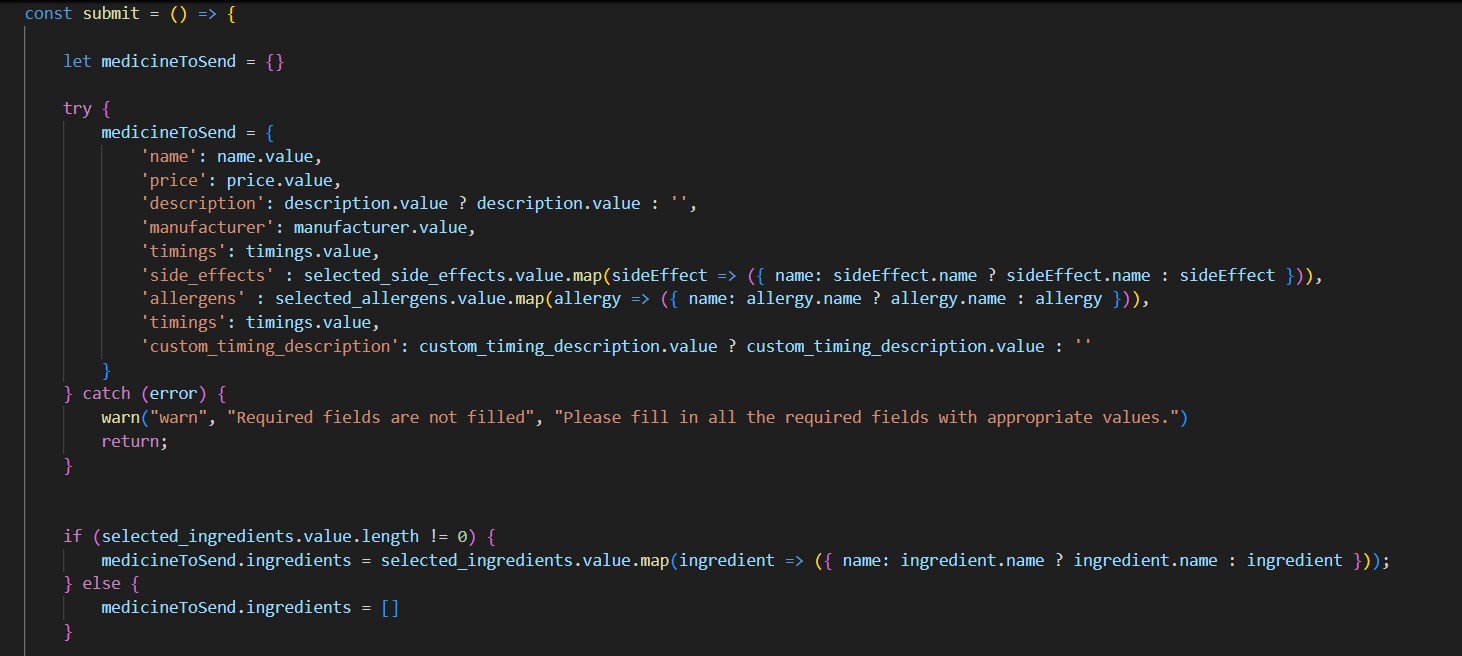 const submit = () => {
let medicineToSend = {}
try {
medicineToSend = {
'name': name.value,
'price': price.value,
'description': description.value ? description.value : '',
'manufacturer': manufacturer.value,
'timings': timings.value,
'side_effects' : selected_side_effects.value.map(sideEffect => ({ name: sideEffect.name ? sideEffect.name : sideEffect })),
'allergens' : selected_allergens.value.map(allergy => ({ name: allergy.name ? allergy.name : allergy })),
'timings': timings.value,
'custom_timing_description': custom_timing_description.value ? custom_timing_description.value : ''
}
} catch (error) {
warn("warn", "Required fields are not filled", "Please fill in all the required fields with appropriate values.")
return;
}
if (selected_ingredients.value.length != 0) {
medicineToSend.ingredients = selected_ingredients.value.map(ingredient => ({ name: ingredient.name ? ingredient.name : ingredient }));
} else {
medicineToSend.ingredients = []
}